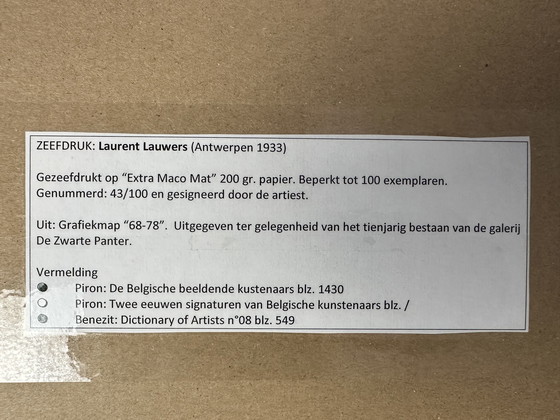 ZEEFDRUK: Laurent Lauwers (Antwerpen 1933)
Gezeefdrukt op “Extra Maco Mat” 200 gr. papier. Beperkt tot 100 exemplaren.
Genummerd: 43/100 en gesigneerd door de artiest.
Uit: Grafiekmap “68-78”. Uitgegeven ter gelegenheid van het tienjarig bestaan van de galerij
De Zwarte Panter.
Vermelding
Piron: De Belgische beeldende kustenaars blz. 1430
Piron: Twee eeuwen signaturen van Belgische kunstenaars blz. /
Benezit: Dictionary of Artists n°08 blz. 549